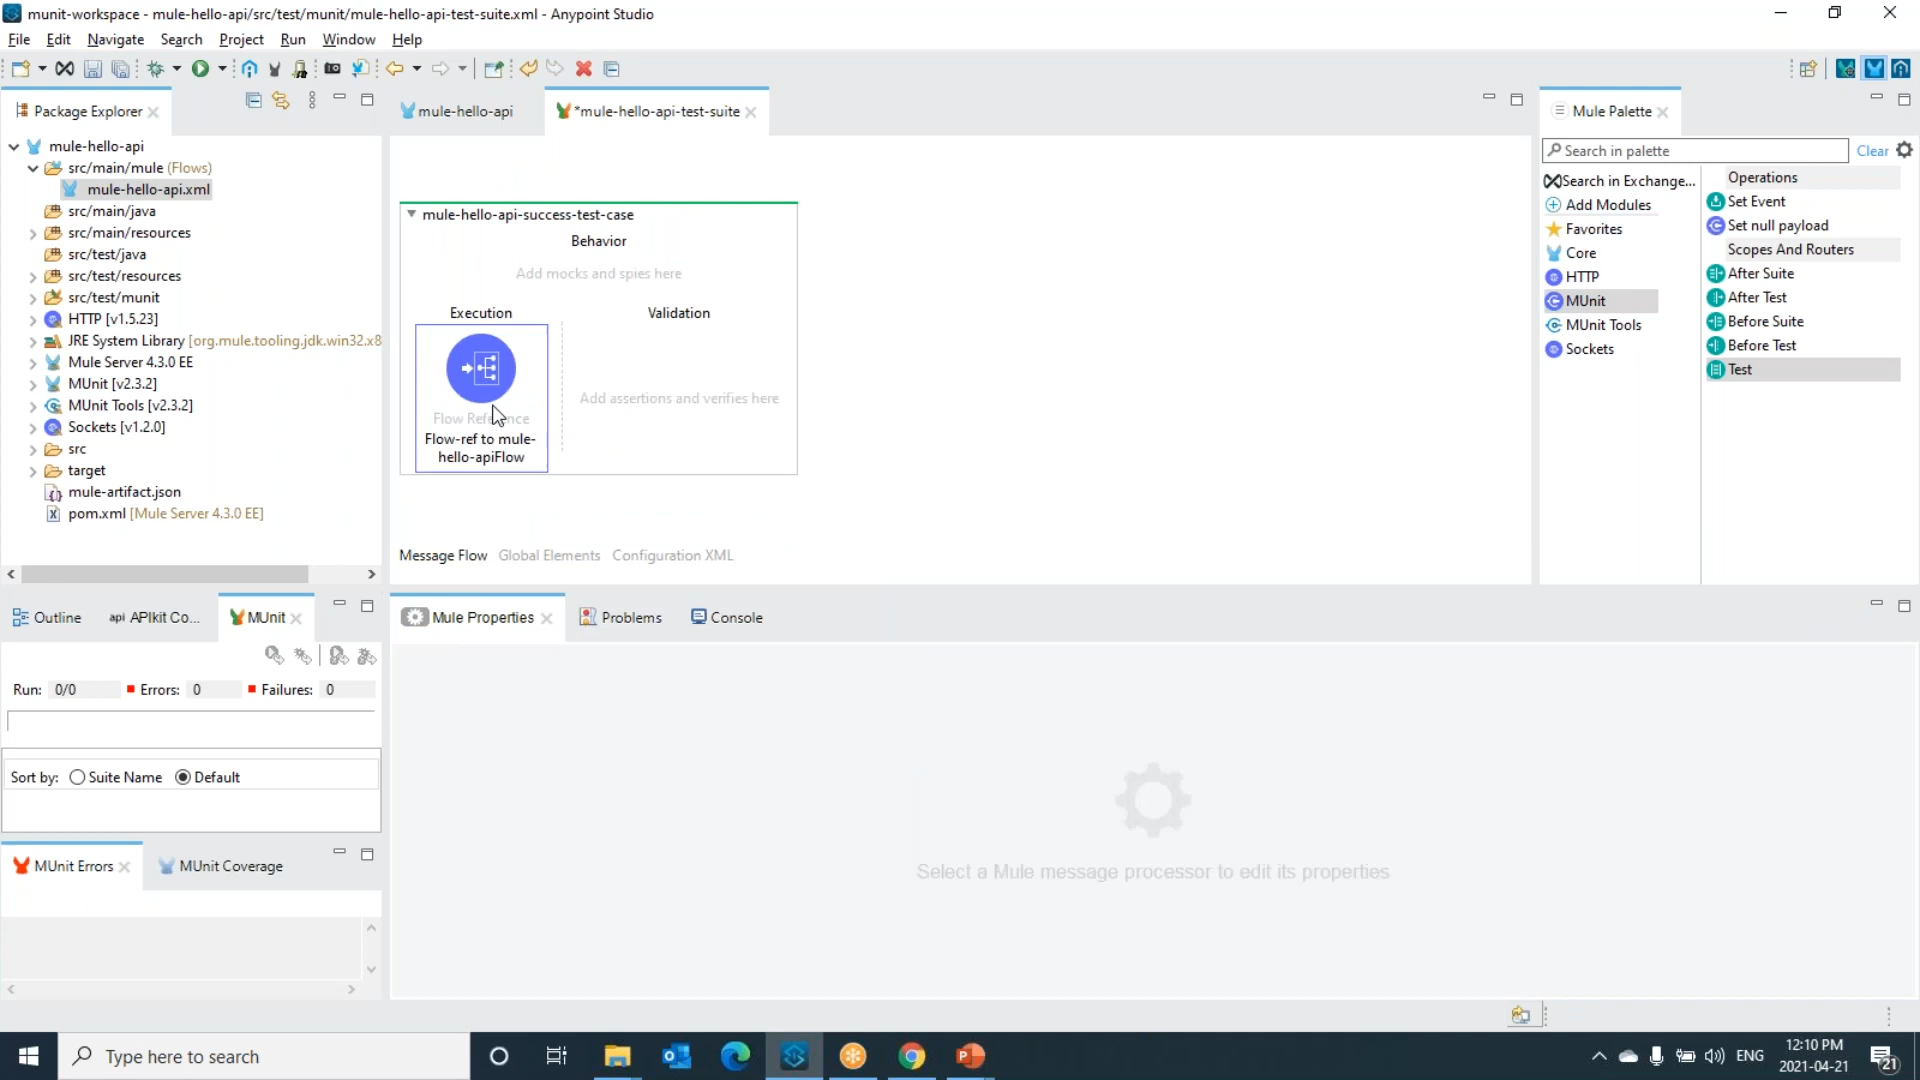 munit-workspace - mule-hello-api/src/test/munit/mule-hello-api-test-suite.xml - Anypoint Studio
File Edit Navigate Search Project Run Window Help
Package Explorer
mule-hello-api
*mule-hello-api-test-suite
Mule Palette
mule-hello-api
src/main/mule (Flows)
mule-hello-api.xml
src/main/java
src/main/resources
src/test/java
src/test/resources
src/test/munit
HTTP [v1.5.23]
JRE System Library [org.mule.tooling.jdk.win32.x8
Mule Server 4.3.0 EE
MUnit [v2.3.2]
MUnit Tools [v2.3.2]
Sockets [v1.2.0]
src
target
mule-artifact.json
pom.xml [Mule Server 4.3.0 EE]
mule-hello-api-success-test-case
Behavior
Add mocks and spies here
Execution
Validation
Flow-ref to mule-
hello-apiFlow
Add assertions and verifies here
Message Flow Global Elements Configuration XML
Search in palette
Clear
Search in Exchange...
Add Modules
Favorites
Core
HTTP
MUnit
MUnit Tools
Sockets
Operations
Set Event
Set null payload
Scopes And Routers
After Suite
After Test
Before Suite
Before Test
Test
Outline
api APIkit Co...
MUnit
Run: 0/0 Errors: 0 Failures: 0
Sort by: Suite Name Default
MUnit Errors
MUnit Coverage
Mule Properties
Problems
Console
Select a Mule message processor to edit its properties
Type here to search
ENG
12:10 PM
2021-04-21
21